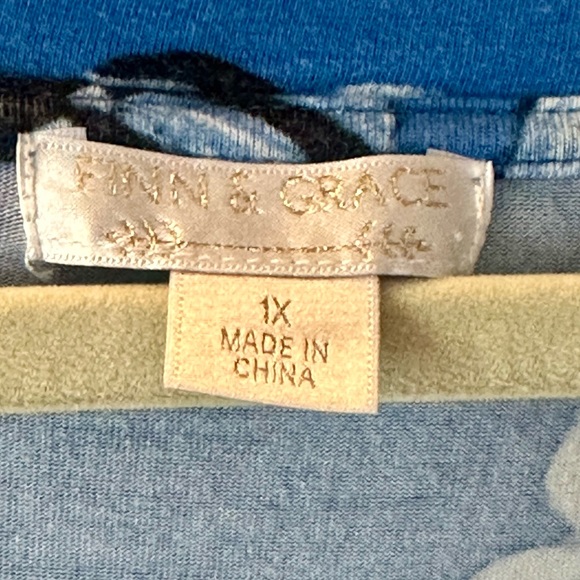 FINN & GRACE
1X
MADE IN
CHINA